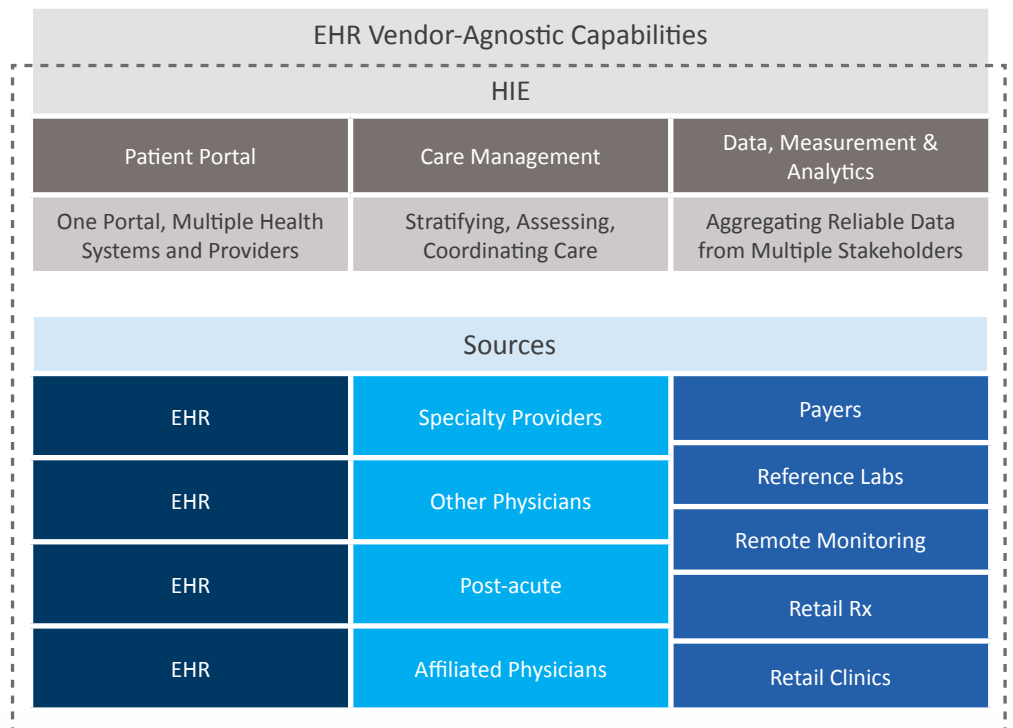 EHR Vendor-Agnostic Capabilities
HIE
Patient Portal
Care Management
Data, Measurement &
Analytics
One Portal, Multiple Health
Systems and Providers
Stratifying, Assessing,
Coordinating Care
Aggregating Reliable Data
from Multiple Stakeholders
Sources
EHR
EHR
EHR
EHR
Specialty Providers
Other Physicians
Post-acute
Affiliated Physicians
Payers
Reference Labs
Remote Monitoring
Retail Rx
Retail Clinics